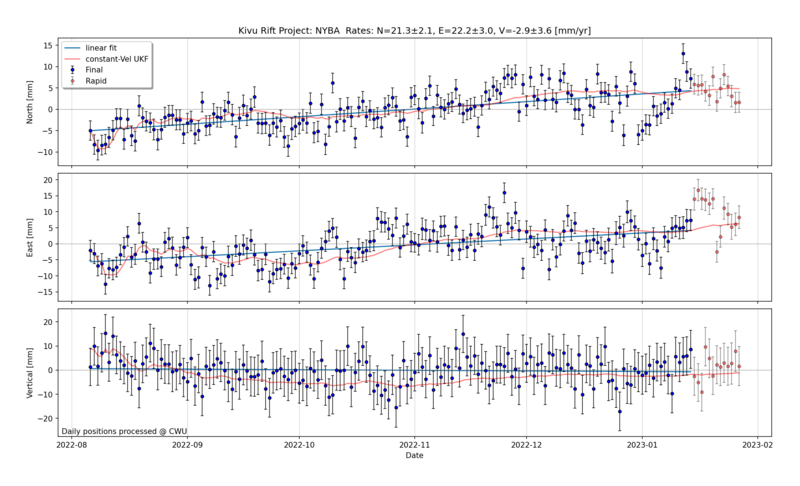 Kivu Rift Project: NYBA Rates: N=21.3±2.1, E=22.2±3.0, V=-2.9±3.6 [mm/yr]
linear fit
constant-Vel UKF
Final
Rapid
North [mm]
15
10
5
0
−5
−10
East [mm]
20
15
10
5
0
−5
−10
−15
Vertical [mm]
20
10
0
−10
−20
Daily positions processed @ CWU
2022-08
2022-09
2022-10
2022-11
2022-12
2023-01
2023-02
Date